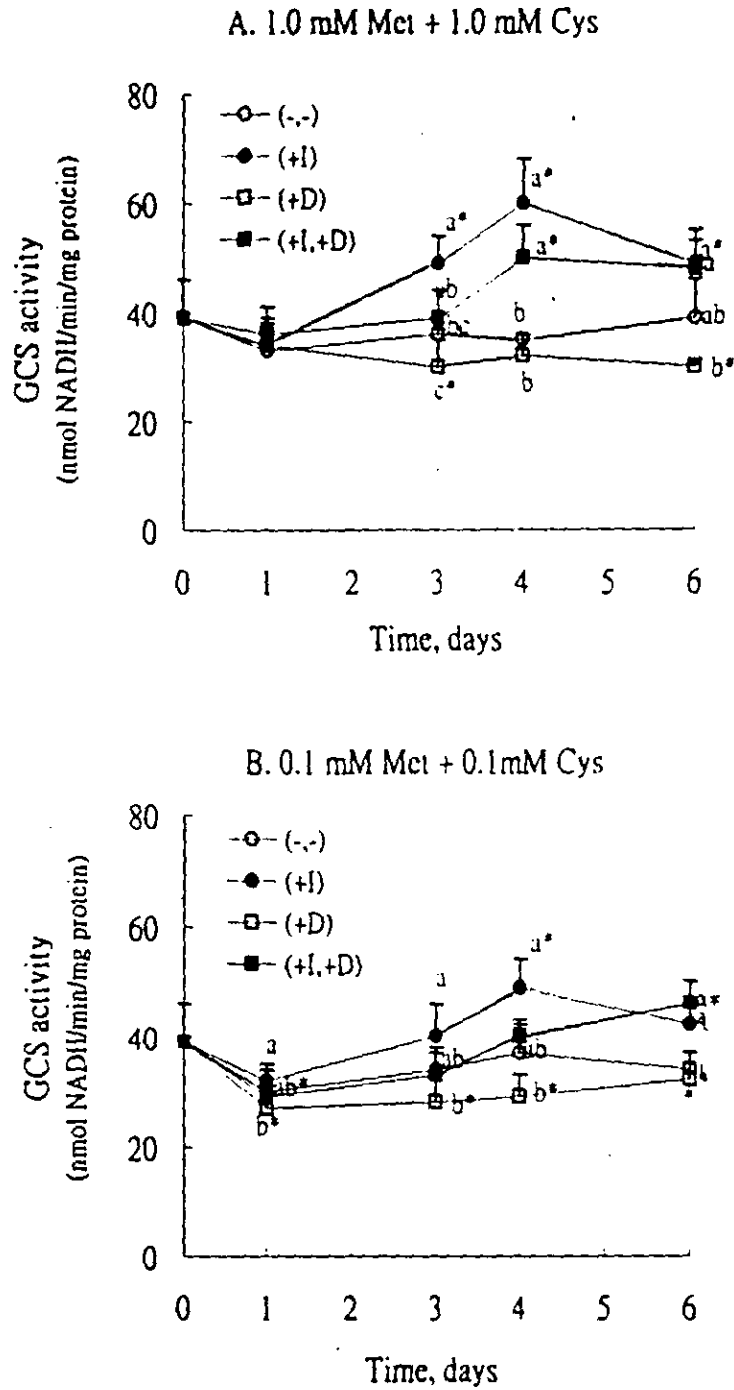 A. 1.0 mM Met + 1.0 mM Cys
80
60
40
20
0
GCS activity
(nmol NADH/min/mg protein)
(-,-)
(+I)
(+D)
(+I,+D)
a*
a*
a*
a*
a
b
bc
b
ab
c*
b
b*
0 1 2 3 4 5 6
Time, days
B. 0.1 mM Met + 0.1mM Cys
80
60
40
20
0
GCS activity
(nmol NADH/min/mg protein)
(-,-)
(+I)
(+D)
(+I,+D)
a*
a
a*
a
ab*
ab
ab
b*
b*
b*
*
0 1 2 3 4 5 6
Time, days